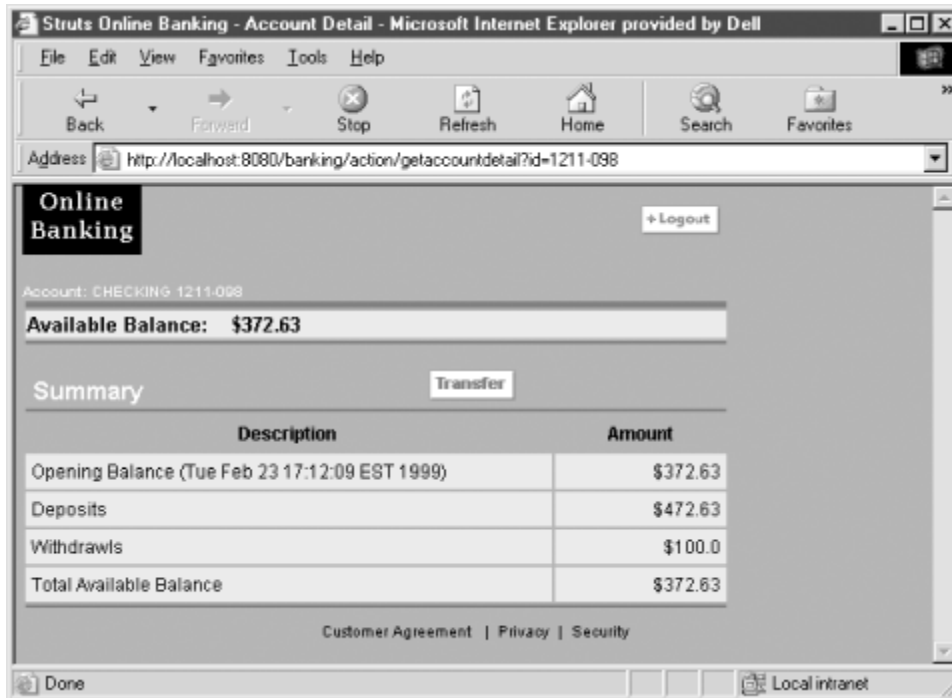 Struts Online Banking - Account Detail - Microsoft Internet Explorer provided by Dell
File Edit View Favorites Tools Help
Back Forward Stop Refresh Home Search Favorites
Address http://localhost:8080/banking/action/getaccountdetail?id=1211-098
Online
Banking
+Logout
Account: CHECKING 1211-098
Available Balance: $372.63
Summary Transfer
Description Amount
Opening Balance (Tue Feb 23 17:12:09 EST 1999) $372.63
Deposits $472.63
Withdrawls $100.0
Total Available Balance $372.63
Customer Agreement | Privacy | Security
Done Local intranet